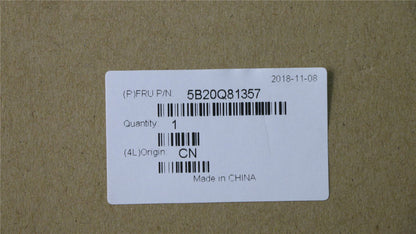 2018-11-08
(P)FRU P/N: 5B20Q81357
Quantity: 1
(4L)Origin: CN
Made in CHINA